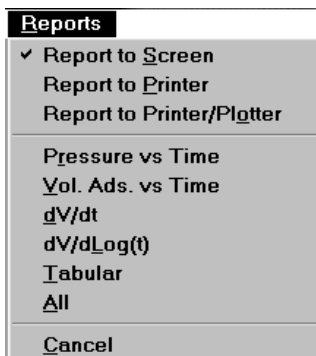 Reports
Report to Screen
Report to Printer
Report to Printer/Plotter
Pressure vs Time
Vol. Ads. vs Time
dV/dt
dV/dLog(t)
Tabular
All
Cancel